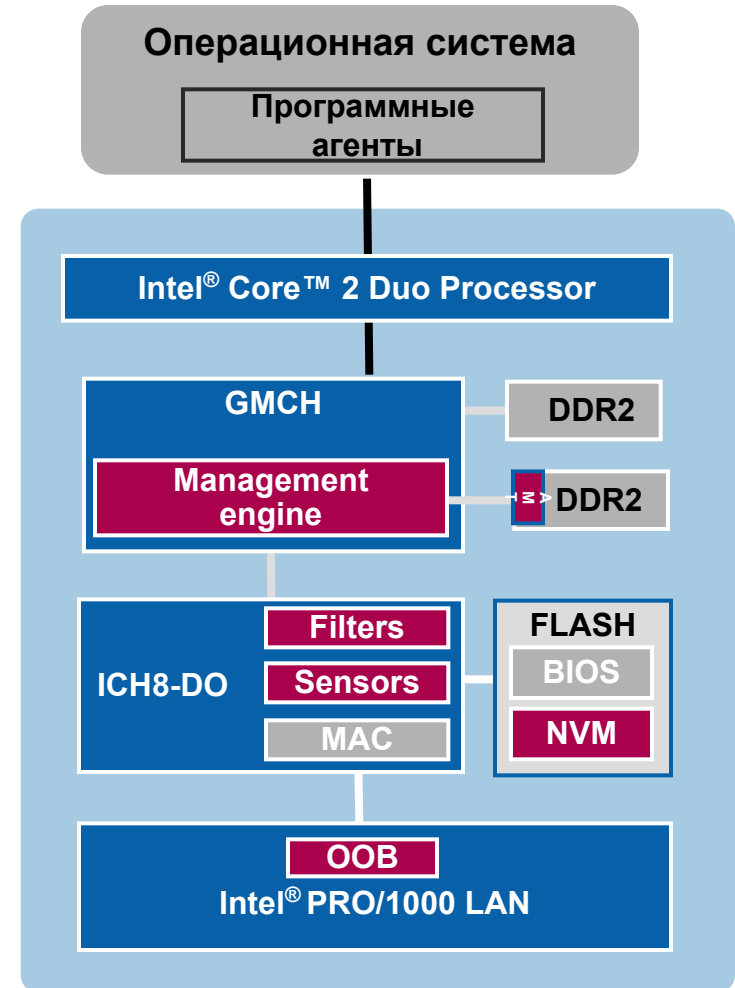 Операционная система
Программные
агенты
Intel® Core™ 2 Duo Processor
GMCH
DDR2
Management
engine
AMT
DDR2
Filters
FLASH
ICH8-DO
Sensors
BIOS
MAC
NVM
OOB
Intel® PRO/1000 LAN